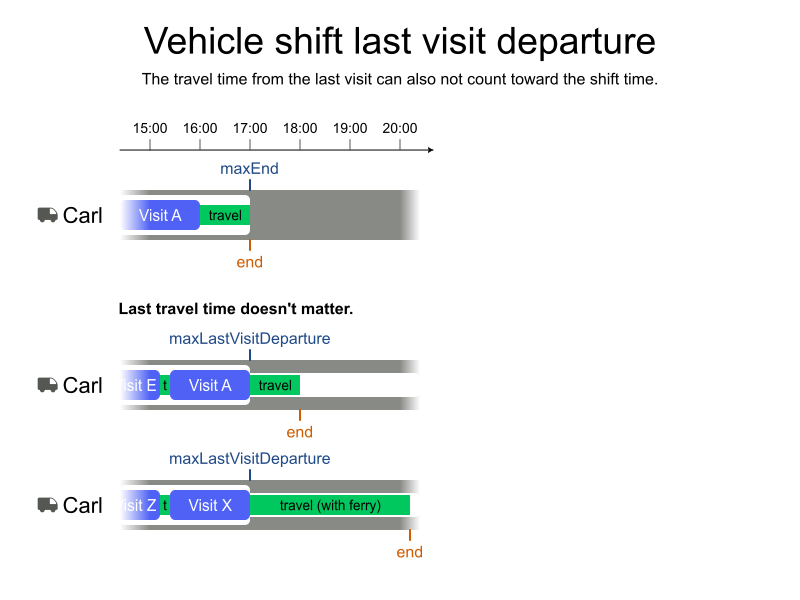 Vehicle shift last visit departure
The travel time from the last visit can also not count toward the shift time.
15:00 16:00 17:00 18:00 19:00 20:00
maxEnd
Carl Visit A travel
end
Last travel time doesn't matter.
maxLastVisitDeparture
Carl isit E t Visit A travel
end
maxLastVisitDeparture
Carl isit Z t Visit X travel (with ferry)
end